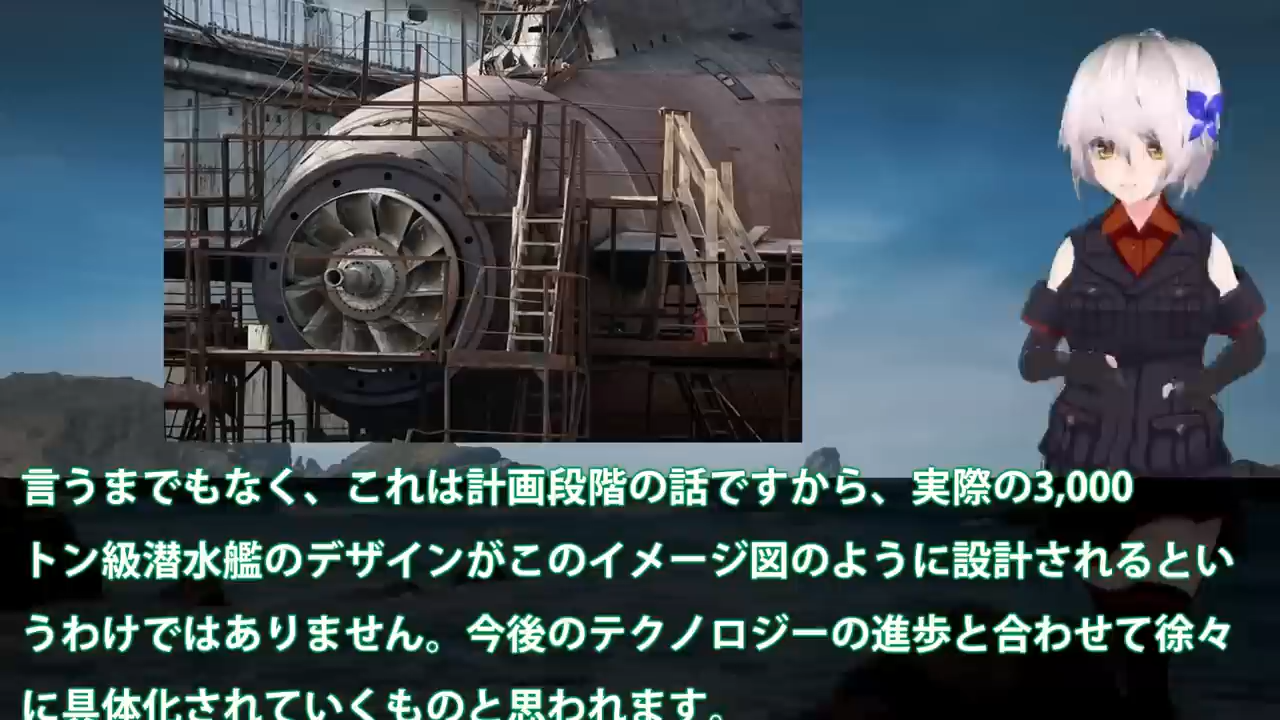 言うまでもなく、これは計画段階の話ですから、実際の3,000
トン級潜水艦のデザインがこのイメージ図のように設計されるとい
うわけではありません。今後のテクノロジーの進歩と合わせて徐々
に具体化されていくものと思われます。